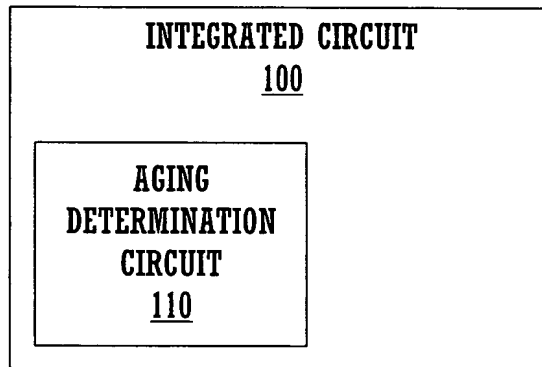 INTEGRATED CIRCUIT
100
AGING
DETERMINATION
CIRCUIT
110